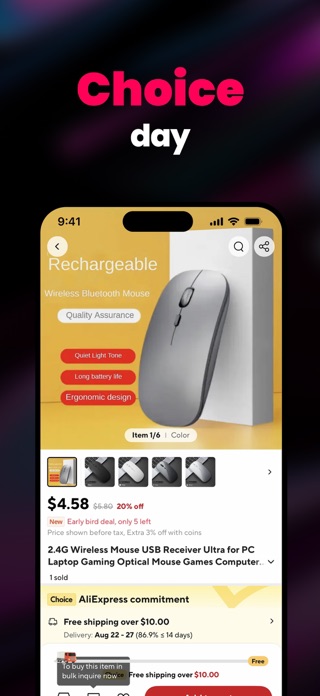 Choice
day
9:41
Rechargeable
Wireless Bluetooth Mouse
Quality Assurance
Quiet Light Tone
Long battery life
Ergonomic design
Item 1/6 | Color
$4.58 $5.80 20% off
New Early bird deal, only 5 left
Price shown before tax, Extra 3% off with coins
2.4G Wireless Mouse USB Receiver Ultra for PC
Laptop Gaming Optical Mouse Games Computer..
1 sold
Choice AliExpress commitment
Free shipping over $10.00
Delivery: Aug 22 - 27 (86.9% ≤ 14 days)
Free
To buy this item in
bulk inquire now
Free shipping over $10.00